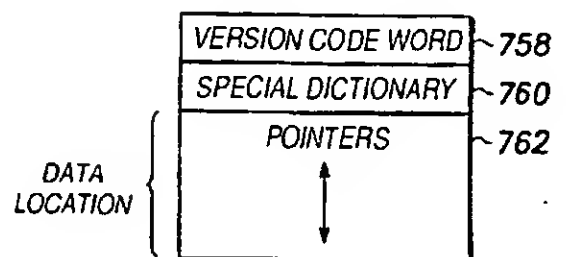 VERSION CODE WORD 758
SPECIAL DICTIONARY 760
POINTERS 762
DATA
LOCATION